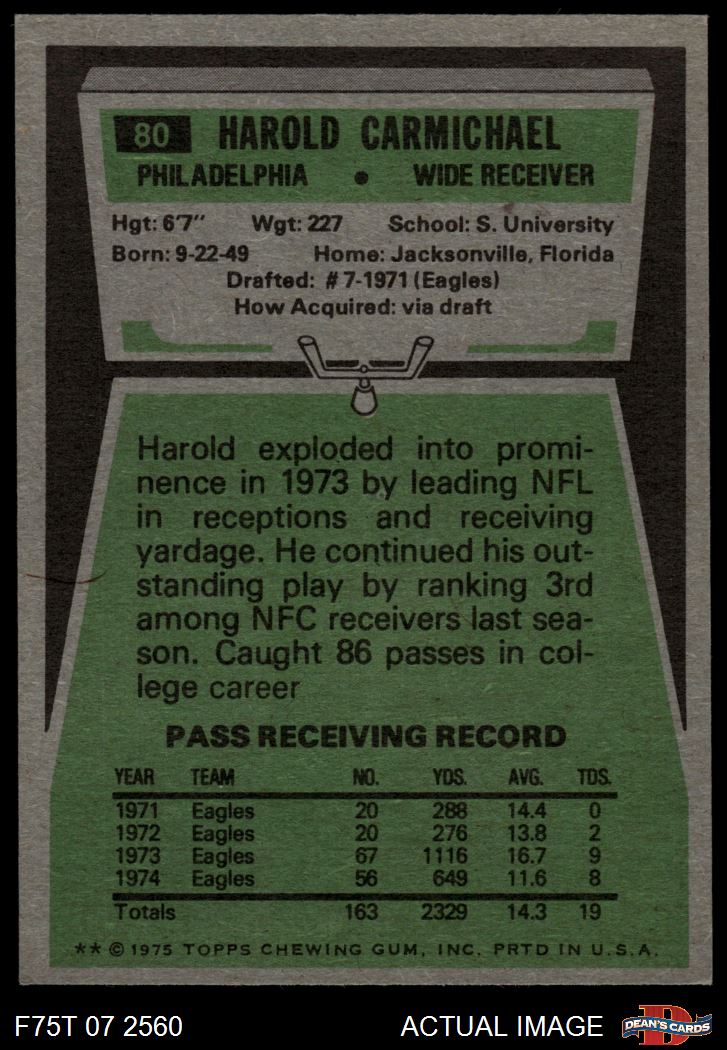 80 HAROLD CARMICHAEL
PHILADELPHIA • WIDE RECEIVER
Hgt: 6'7" Wgt: 227 School: S. University
Born: 9-22-49 Home: Jacksonville, Florida
Drafted: #7-1971 (Eagles)
How Acquired: via draft
Harold exploded into promi-
nence in 1973 by leading NFL
in receptions and receiving
yardage. He continued his out-
standing play by ranking 3rd
among NFC receivers last sea-
son. Caught 86 passes in col-
lege career
PASS RECEIVING RECORD
YEAR TEAM NO. YDS. AVG. TDS.
1971 Eagles 20 288 14.4 0
1972 Eagles 20 276 13.8 2
1973 Eagles 67 1116 16.7 9
1974 Eagles 56 649 11.6 8
Totals 163 2329 14.3 19
** © 1975 TOPPS CHEWING GUM, INC. PRTD IN U.S.A.
F75T 07 2560 ACTUAL IMAGE D DEAN'S CARDS